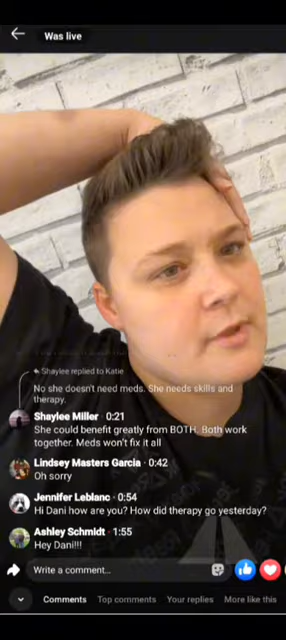 Was live
Shaylee replied to Katie
No she doesn't need meds. She needs skills and
therapy.
Shaylee Miller · 0:21
She could benefit greatly from BOTH. Both work
together. Meds won't fix it all
Lindsey Masters Garcia · 0:42
Oh sorry
Jennifer Leblanc · 0:54
Hi Dani how are you? How did therapy go yesterday?
Ashley Schmidt · 1:55
Hey Dani!!!
Write a comment...
Comments Top comments Your replies More like this